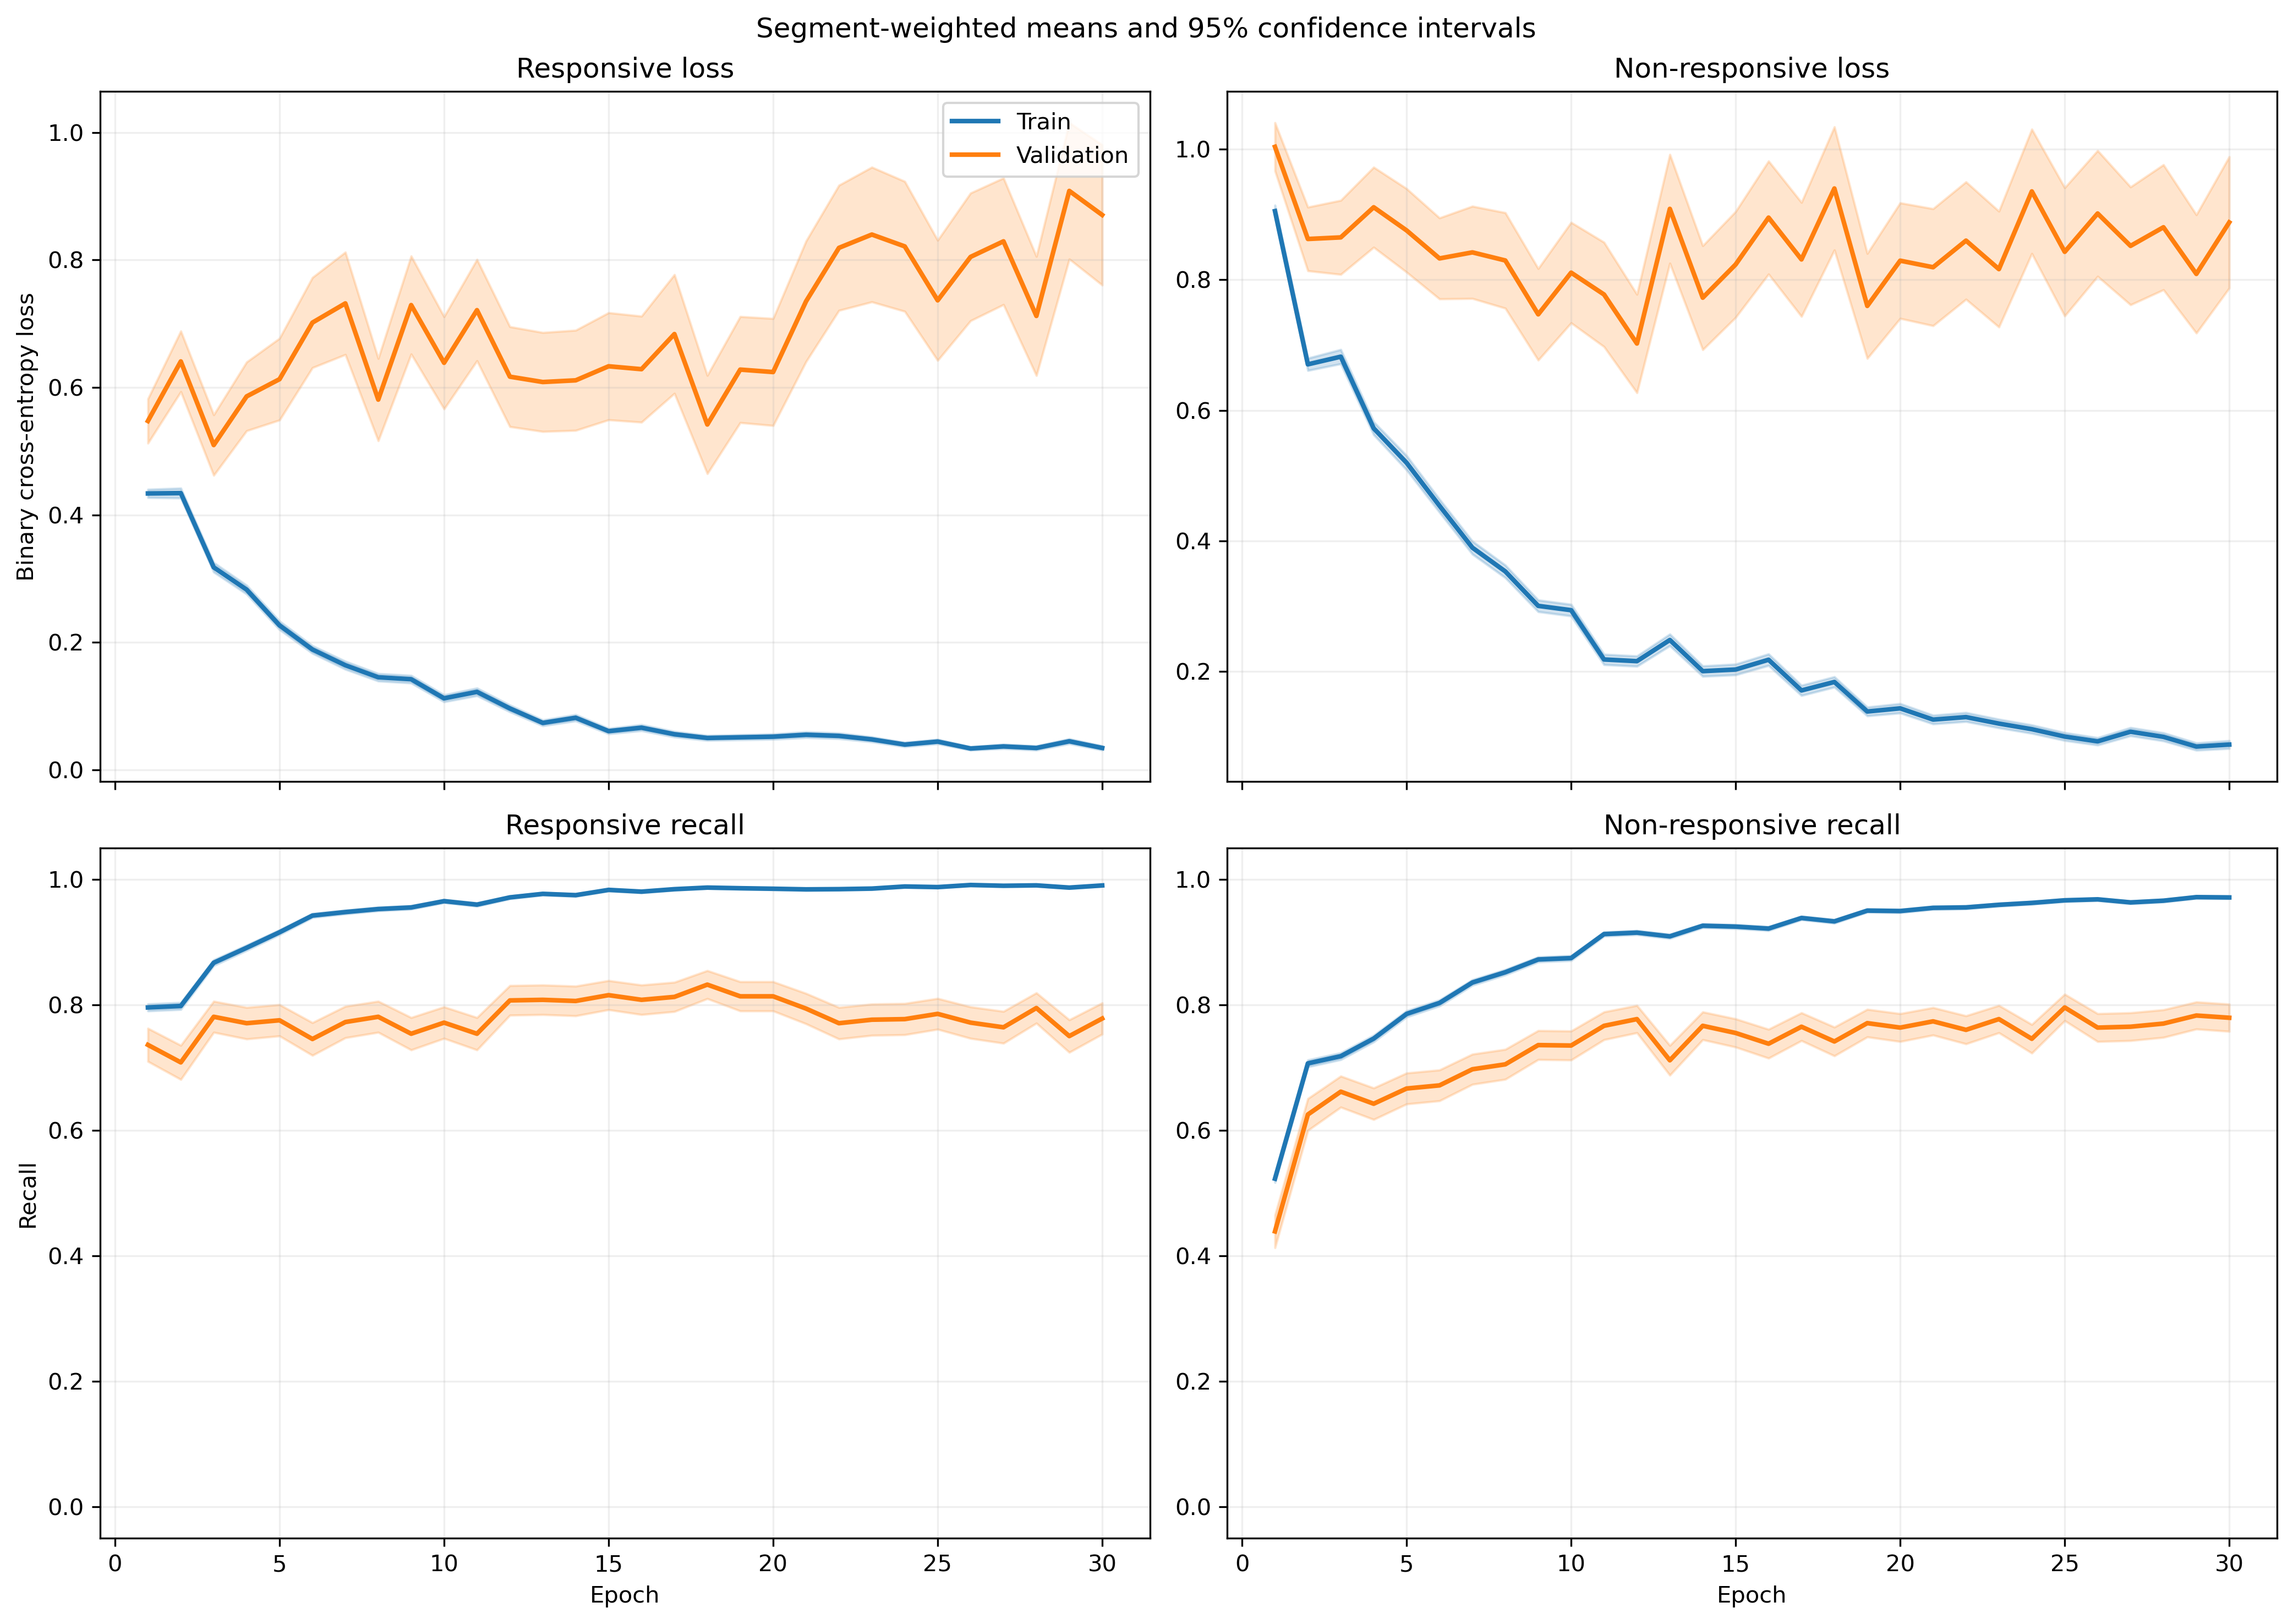 Segment-weighted means and 95% confidence intervals
Responsive loss
Non-responsive loss
Binary cross-entropy loss
1.0
0.8
0.6
0.4
0.2
0.0
Train
Validation
1.0
0.8
0.6
0.4
0.2
Responsive recall
Non-responsive recall
Recall
1.0
0.8
0.6
0.4
0.2
0.0
0 5 10 15 20 25 30
Epoch
1.0
0.8
0.6
0.4
0.2
0.0
0 5 10 15 20 25 30
Epoch